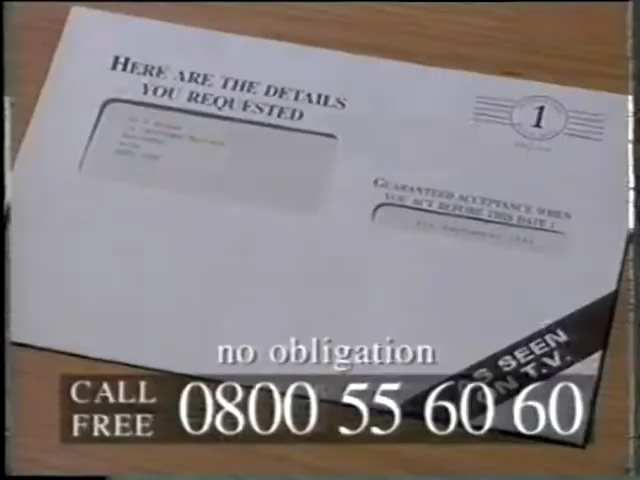 HERE ARE THE DETAILS
YOU REQUESTED
1
GUARANTEED ACCEPTANCE WHEN
YOU ACT BEFORE THIS DATE :
AS SEEN
ON T.V.
no obligation
CALL
FREE
0800 55 60 60